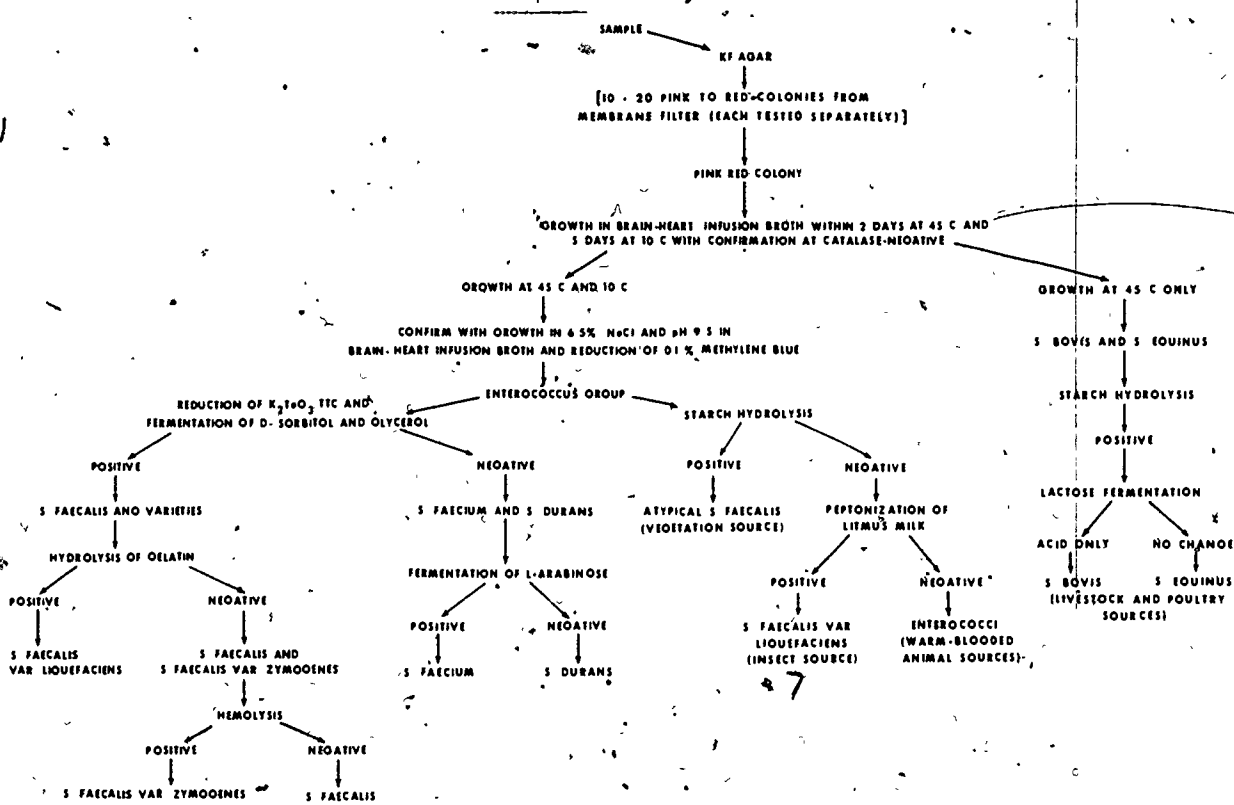 SAMPLE
KF AGAR
[10 - 20 PINK TO RED-COLONIES FROM
MEMBRANE FILTER (EACH TESTED SEPARATELY)]
PINK RED COLONY
GROWTH IN BRAIN-HEART INFUSION BROTH WITHIN 2 DAYS AT 45 C AND
5 DAYS AT 10 C WITH CONFIRMATION AT CATALASE-NEGATIVE
GROWTH AT 45 C AND 10 C
GROWTH AT 45 C ONLY
CONFIRM WITH GROWTH IN 6 5% NaCl AND pH 9 5 IN
BRAIN-HEART INFUSION BROTH AND REDUCTION OF 01 % METHYLENE BLUE
S BOVIS AND S EQUINUS
ENTEROCOCCUS GROUP
STARCH HYDROLYSIS
REDUCTION OF K2TeO3 TTC AND
FERMENTATION OF D- SORBITOL AND GLYCEROL
STARCH HYDROLYSIS
POSITIVE
POSITIVE
NEGATIVE
POSITIVE
NEGATIVE
LACTOSE FERMENTATION
S FAECALIS AND VARIETIES
S FAECIUM AND S DURANS
ATYPICAL S FAECALIS
(VEGETATION SOURCE)
PEPTONIZATION OF
LITMUS MILK
ACID ONLY
NO CHANGE
HYDROLYSIS OF GELATIN
FERMENTATION OF L-ARABINOSE
POSITIVE
NEGATIVE
S BOVIS
S EQUINUS
(LIVESTOCK AND POULTRY
SOURCES)
POSITIVE
NEGATIVE
POSITIVE
NEGATIVE
S FAECALIS VAR
LIQUEFACIENS
(INSECT SOURCE)
ENTEROCOCCI
(WARM-BLOODED
ANIMAL SOURCES)
S FAECALIS
VAR LIQUEFACIENS
S FAECALIS AND
S FAECALIS VAR ZYMOGENES
S FAECIUM
S DURANS
7
HEMOLYSIS
POSITIVE
NEGATIVE
S FAECALIS VAR ZYMOGENES
S FAECALIS